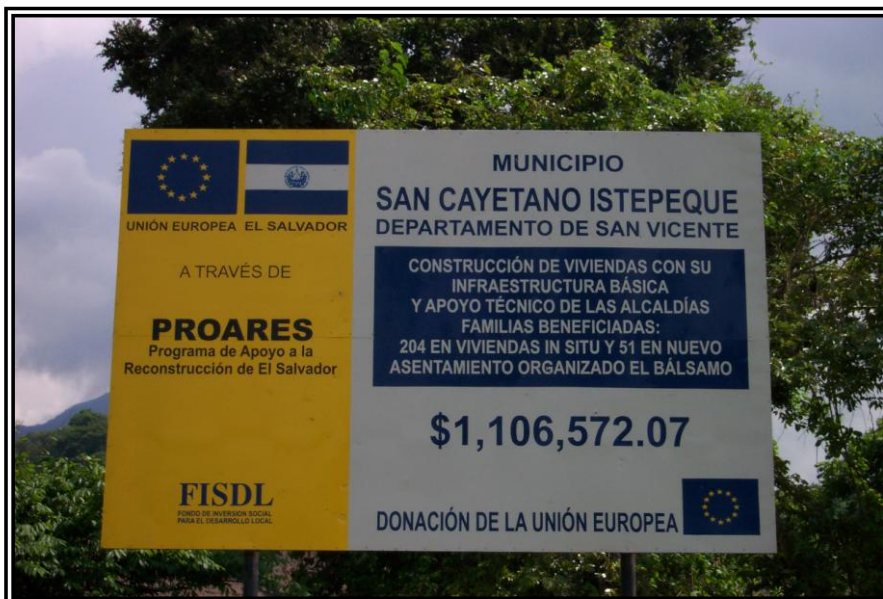 UNIÓN EUROPEA EL SALVADOR
A TRAVÉS DE
PROARES
Programa de Apoyo a la
Reconstrucción de El Salvador
FISDL
FONDO DE INVERSION SOCIAL
PARA EL DESARROLLO LOCAL
MUNICIPIO
SAN CAYETANO ISTEPEQUE
DEPARTAMENTO DE SAN VICENTE
CONSTRUCCIÓN DE VIVIENDAS CON SU
INFRAESTRUCTURA BÁSICA
Y APOYO TÉCNICO DE LAS ALCALDÍAS
FAMILIAS BENEFICIADAS:
204 EN VIVIENDAS IN SITU Y 51 EN NUEVO
ASENTAMIENTO ORGANIZADO EL BÁLSAMO
$1,106,572.07
DONACIÓN DE LA UNIÓN EUROPEA